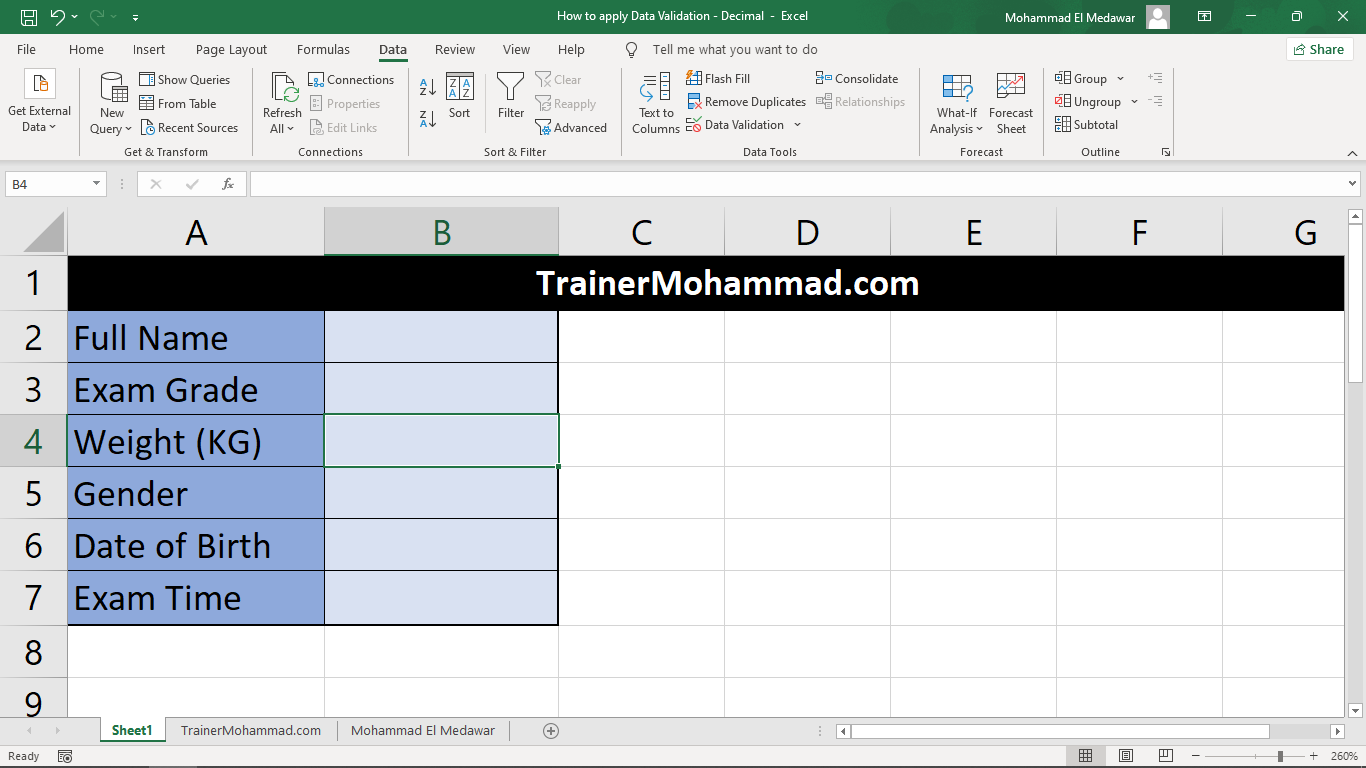 How to apply Data Validation - Decimal - Excel
Mohammad El Medawar
File Home Insert Page Layout Formulas Data Review View Help Tell me what you want to do Share
Get External Data
Show Queries
From Table
Recent Sources
New Query
Get & Transform
Refresh All
Connections
Properties
Edit Links
Connections
Sort
Filter
Clear
Reapply
Advanced
Sort & Filter
Text to Columns
Flash Fill
Remove Duplicates
Data Validation
Consolidate
Relationships
Data Tools
What-If Analysis
Forecast Sheet
Forecast
Group
Ungroup
Subtotal
Outline
B4
fx
A B C D E F G
1 TrainerMohammad.com
2 Full Name
3 Exam Grade
4 Weight (KG)
5 Gender
6 Date of Birth
7 Exam Time
8
9
Sheet1 TrainerMohammad.com Mohammad El Medawar
Ready
260%